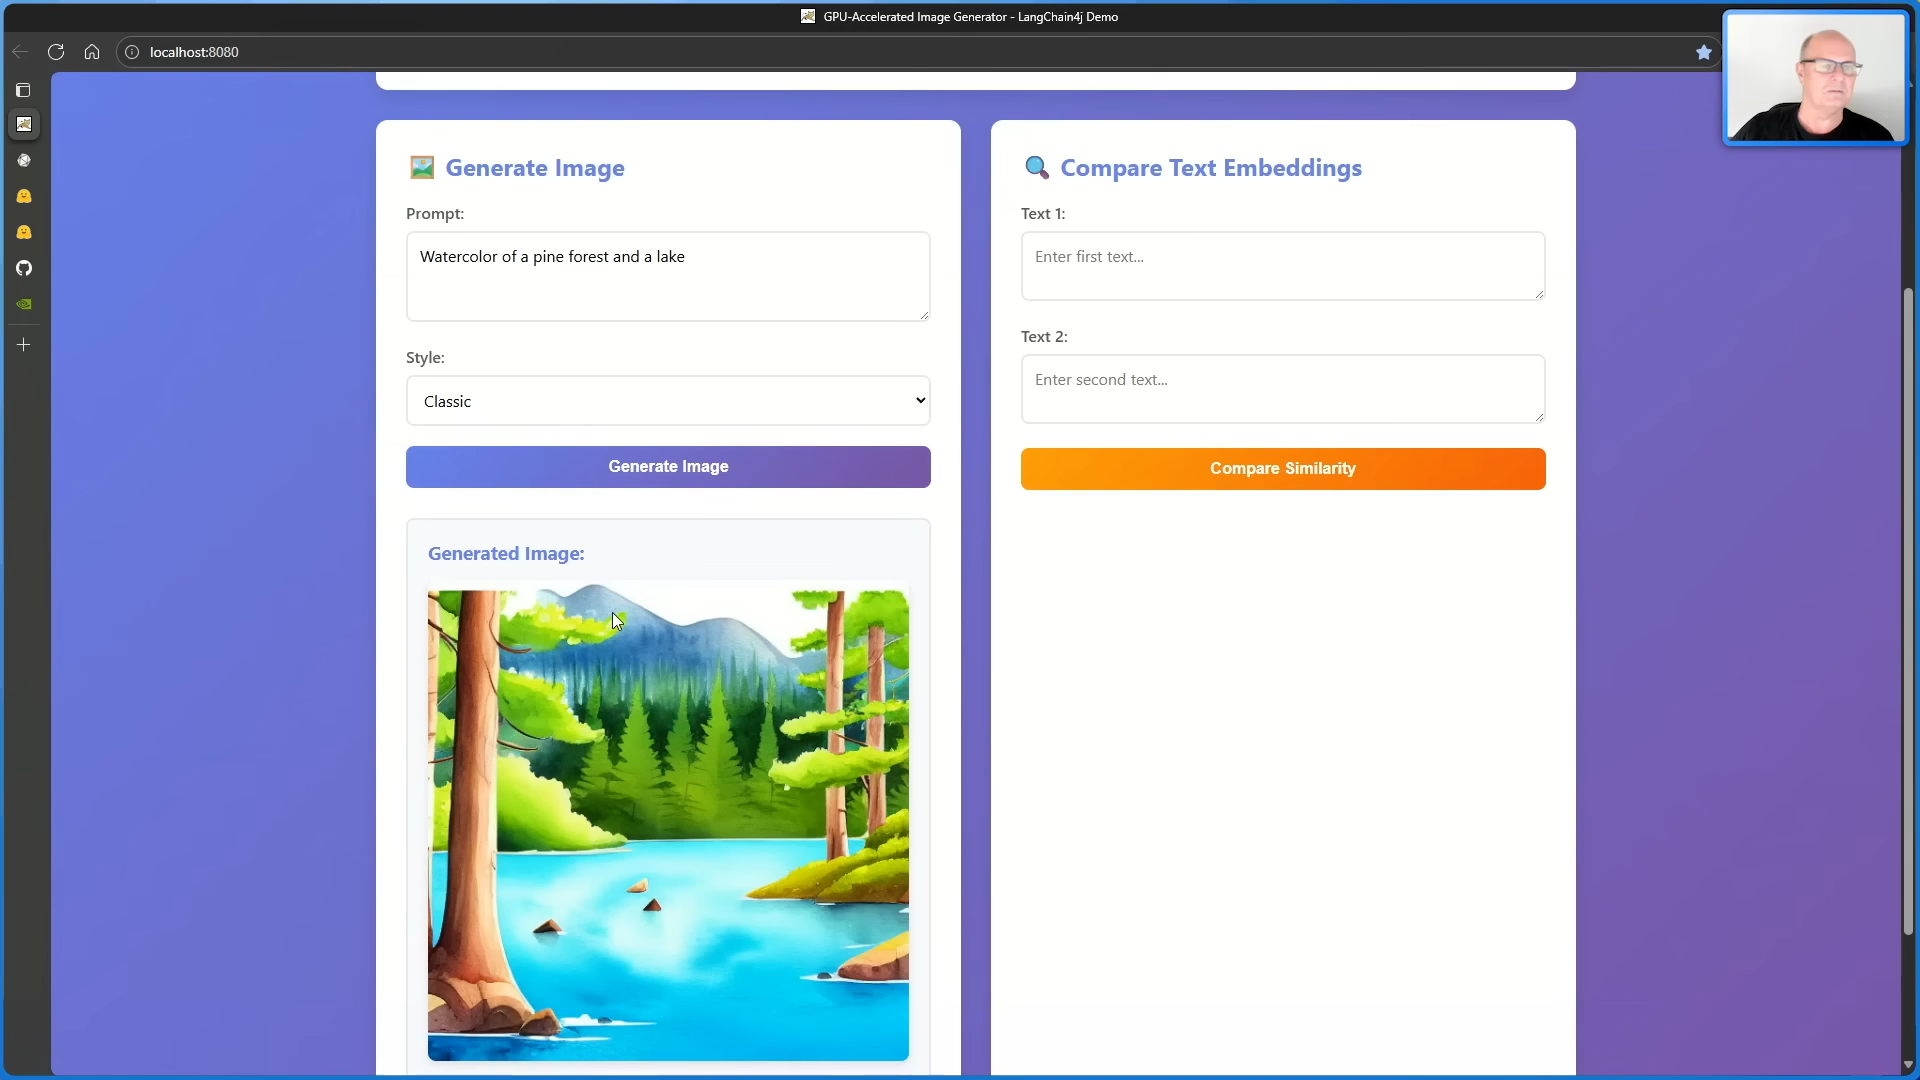 GPU-Accelerated Image Generator - LangChain4j Demo
localhost:8080
Generate Image
Prompt:
Watercolor of a pine forest and a lake
Style:
Classic
Generate Image
Generated Image:
Compare Text Embeddings
Text 1:
Enter first text...
Text 2:
Enter second text...
Compare Similarity